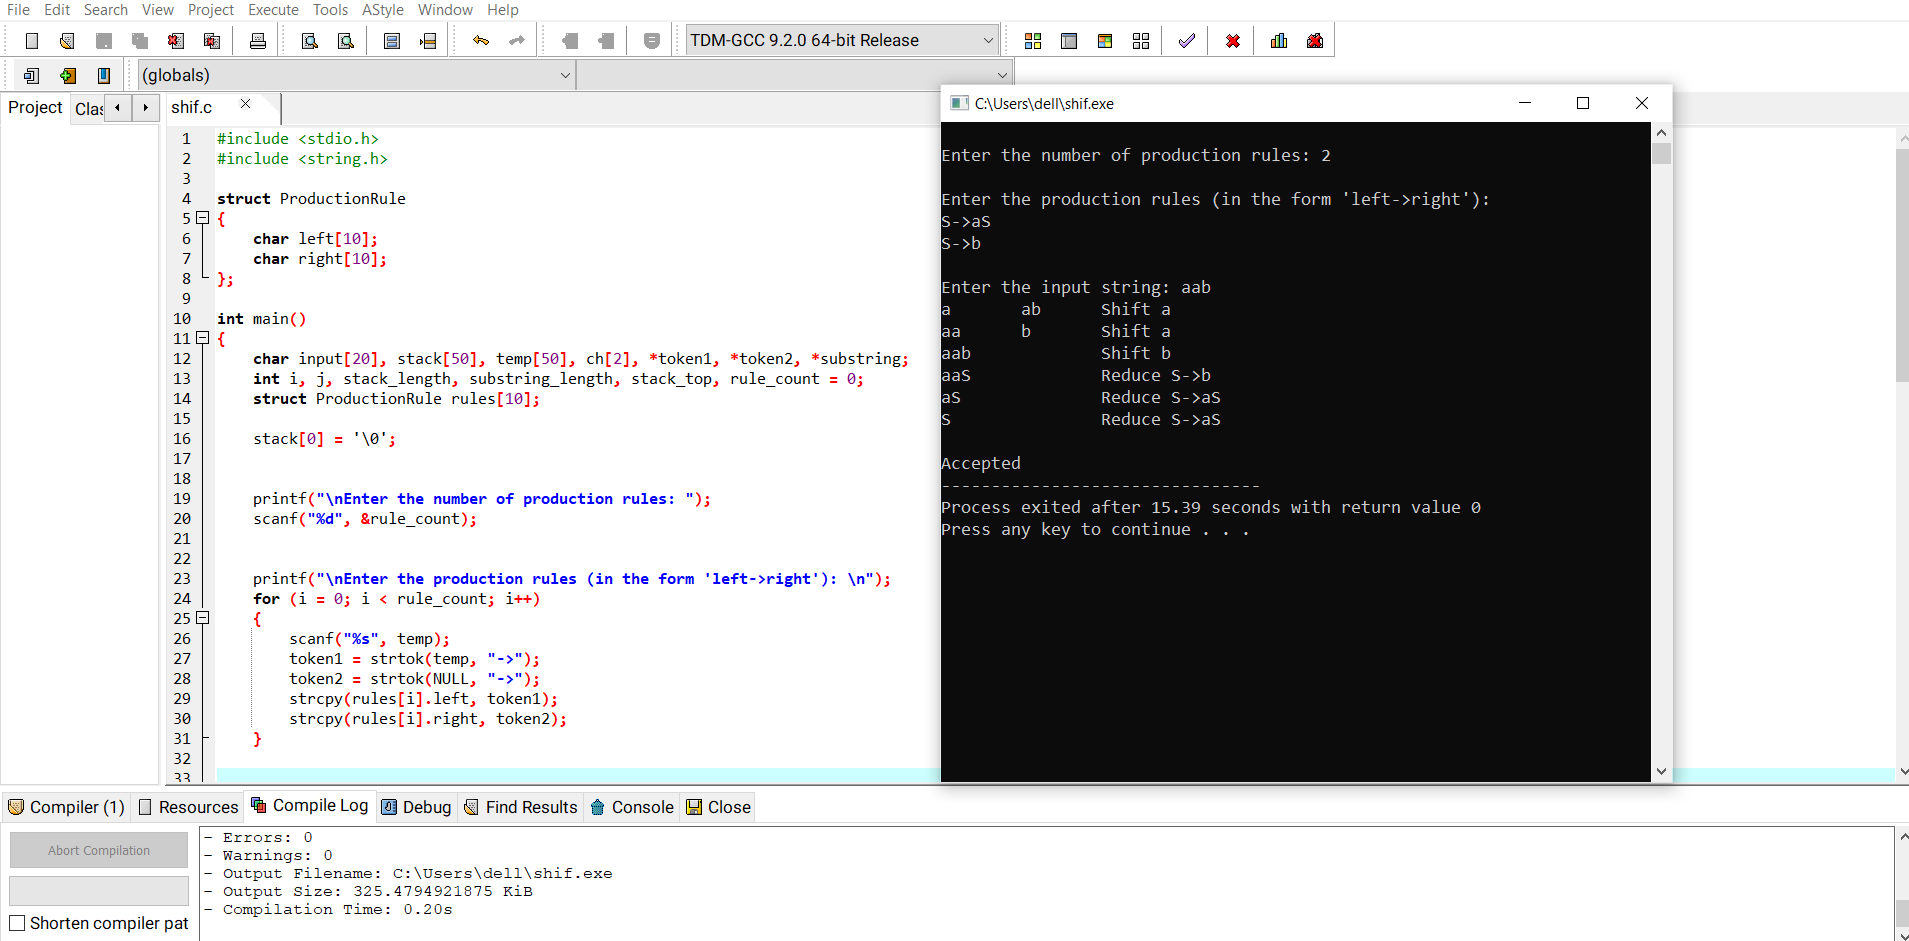 File Edit Search View Project Execute Tools AStyle Window Help
TDM-GCC 9.2.0 64-bit Release
(globals)
Project Clas shif.c
1 #include <stdio.h>
2 #include <string.h>
3
4 struct ProductionRule
5 {
6 char left[10];
7 char right[10];
8 };
9
10 int main()
11 {
12 char input[20], stack[50], temp[50], ch[2], *token1, *token2, *substring;
13 int i, j, stack_length, substring_length, stack_top, rule_count = 0;
14 struct ProductionRule rules[10];
15
16 stack[0] = '\0';
17
18
19 printf("\nEnter the number of production rules: ");
20 scanf("%d", &rule_count);
21
22
23 printf("\nEnter the production rules (in the form 'left->right'): \n");
24 for (i = 0; i < rule_count; i++)
25 {
26 scanf("%s", temp);
27 token1 = strtok(temp, "->");
28 token2 = strtok(NULL, "->");
29 strcpy(rules[i].left, token1);
30 strcpy(rules[i].right, token2);
31 }
32
33
C:\Users\dell\shif.exe
Enter the number of production rules: 2
Enter the production rules (in the form 'left->right'):
S->aS
S->b
Enter the input string: aab
a ab Shift a
aa b Shift a
aab Shift b
aaS Reduce S->b
aS Reduce S->aS
S Reduce S->aS
Accepted
--------------------------------
Process exited after 15.39 seconds with return value 0
Press any key to continue . . .
Compiler (1) Resources Compile Log Debug Find Results Console Close
Abort Compilation
Shorten compiler pat
- Errors: 0
- Warnings: 0
- Output Filename: C:\Users\dell\shif.exe
- Output Size: 325.4794921875 KiB
- Compilation Time: 0.20s